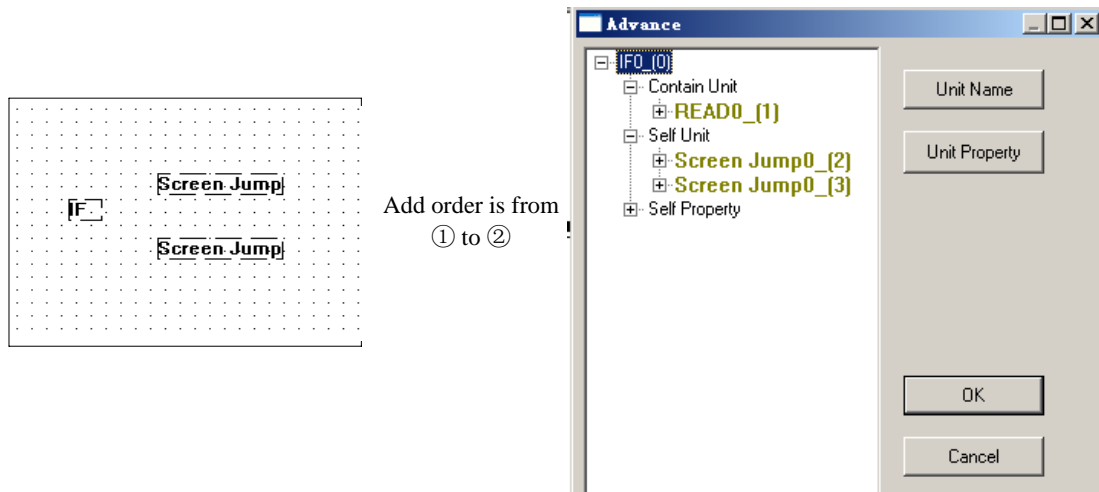 Screen Jump
IF
Screen Jump
Add order is from
① to ②
Advance
IF0_(0)
Contain Unit
READ0_(1)
Self Unit
Screen Jump0_(2)
Screen Jump0_(3)
Self Property
Unit Name
Unit Property
OK
Cancel